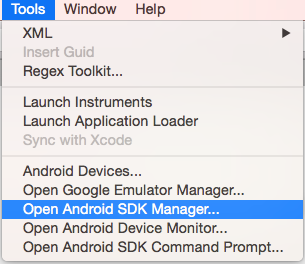 Tools Window Help
XML
Insert Guid
Regex Toolkit...
Launch Instruments
Launch Application Loader
Sync with Xcode
Android Devices...
Open Google Emulator Manager...
Open Android SDK Manager...
Open Android Device Monitor...
Open Android SDK Command Prompt...